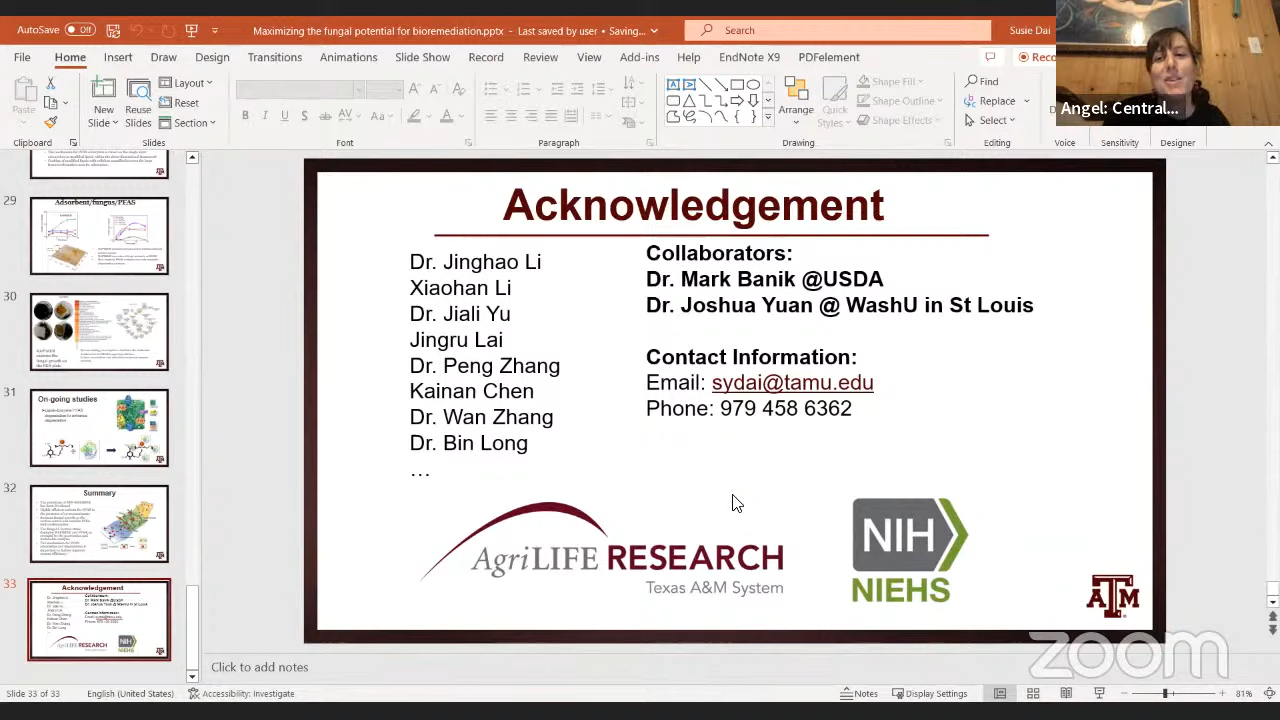 AutoSave
Off
Maximizing the fungal potential for bioremediation.pptx - Last saved by user • Saving...
Search
Susie Dai
File
Home
Insert
Draw
Design
Transitions
Animations
Slide Show
Record
Review
View
Add-ins
Help
EndNote X9
PDFelement
Reco
Angel: Central...
Paste
New
Slide
Reuse
Slides
Layout
Reset
Section
Arrange
Quick
Styles
Shape Fill
Shape Outline
Shape Effects
Find
Replace
Select
Clipboard
Slides
Font
Paragraph
Drawing
Editing
Voice
Sensitivity
Designer
29
Adsorbent/fungus/PFAS
30
31
On-going studies
32
Summary
33
Acknowledgement
Acknowledgement
Dr. Jinghao Li
Xiaohan Li
Dr. Jiali Yu
Jingru Lai
Dr. Peng Zhang
Kainan Chen
Dr. Wan Zhang
Dr. Bin Long
...
Collaborators:
Dr. Mark Banik @USDA
Dr. Joshua Yuan @ WashU in St Louis
Contact Information:
Email: sydai@tamu.edu
Phone: 979 458 6362
AgriLIFE RESEARCH
Texas A&M System
NIH
NIEHS
ATM
zoom
Click to add notes
Slide 33 of 33
English (United States)
Accessibility: Investigate
Notes
Display Settings
81%